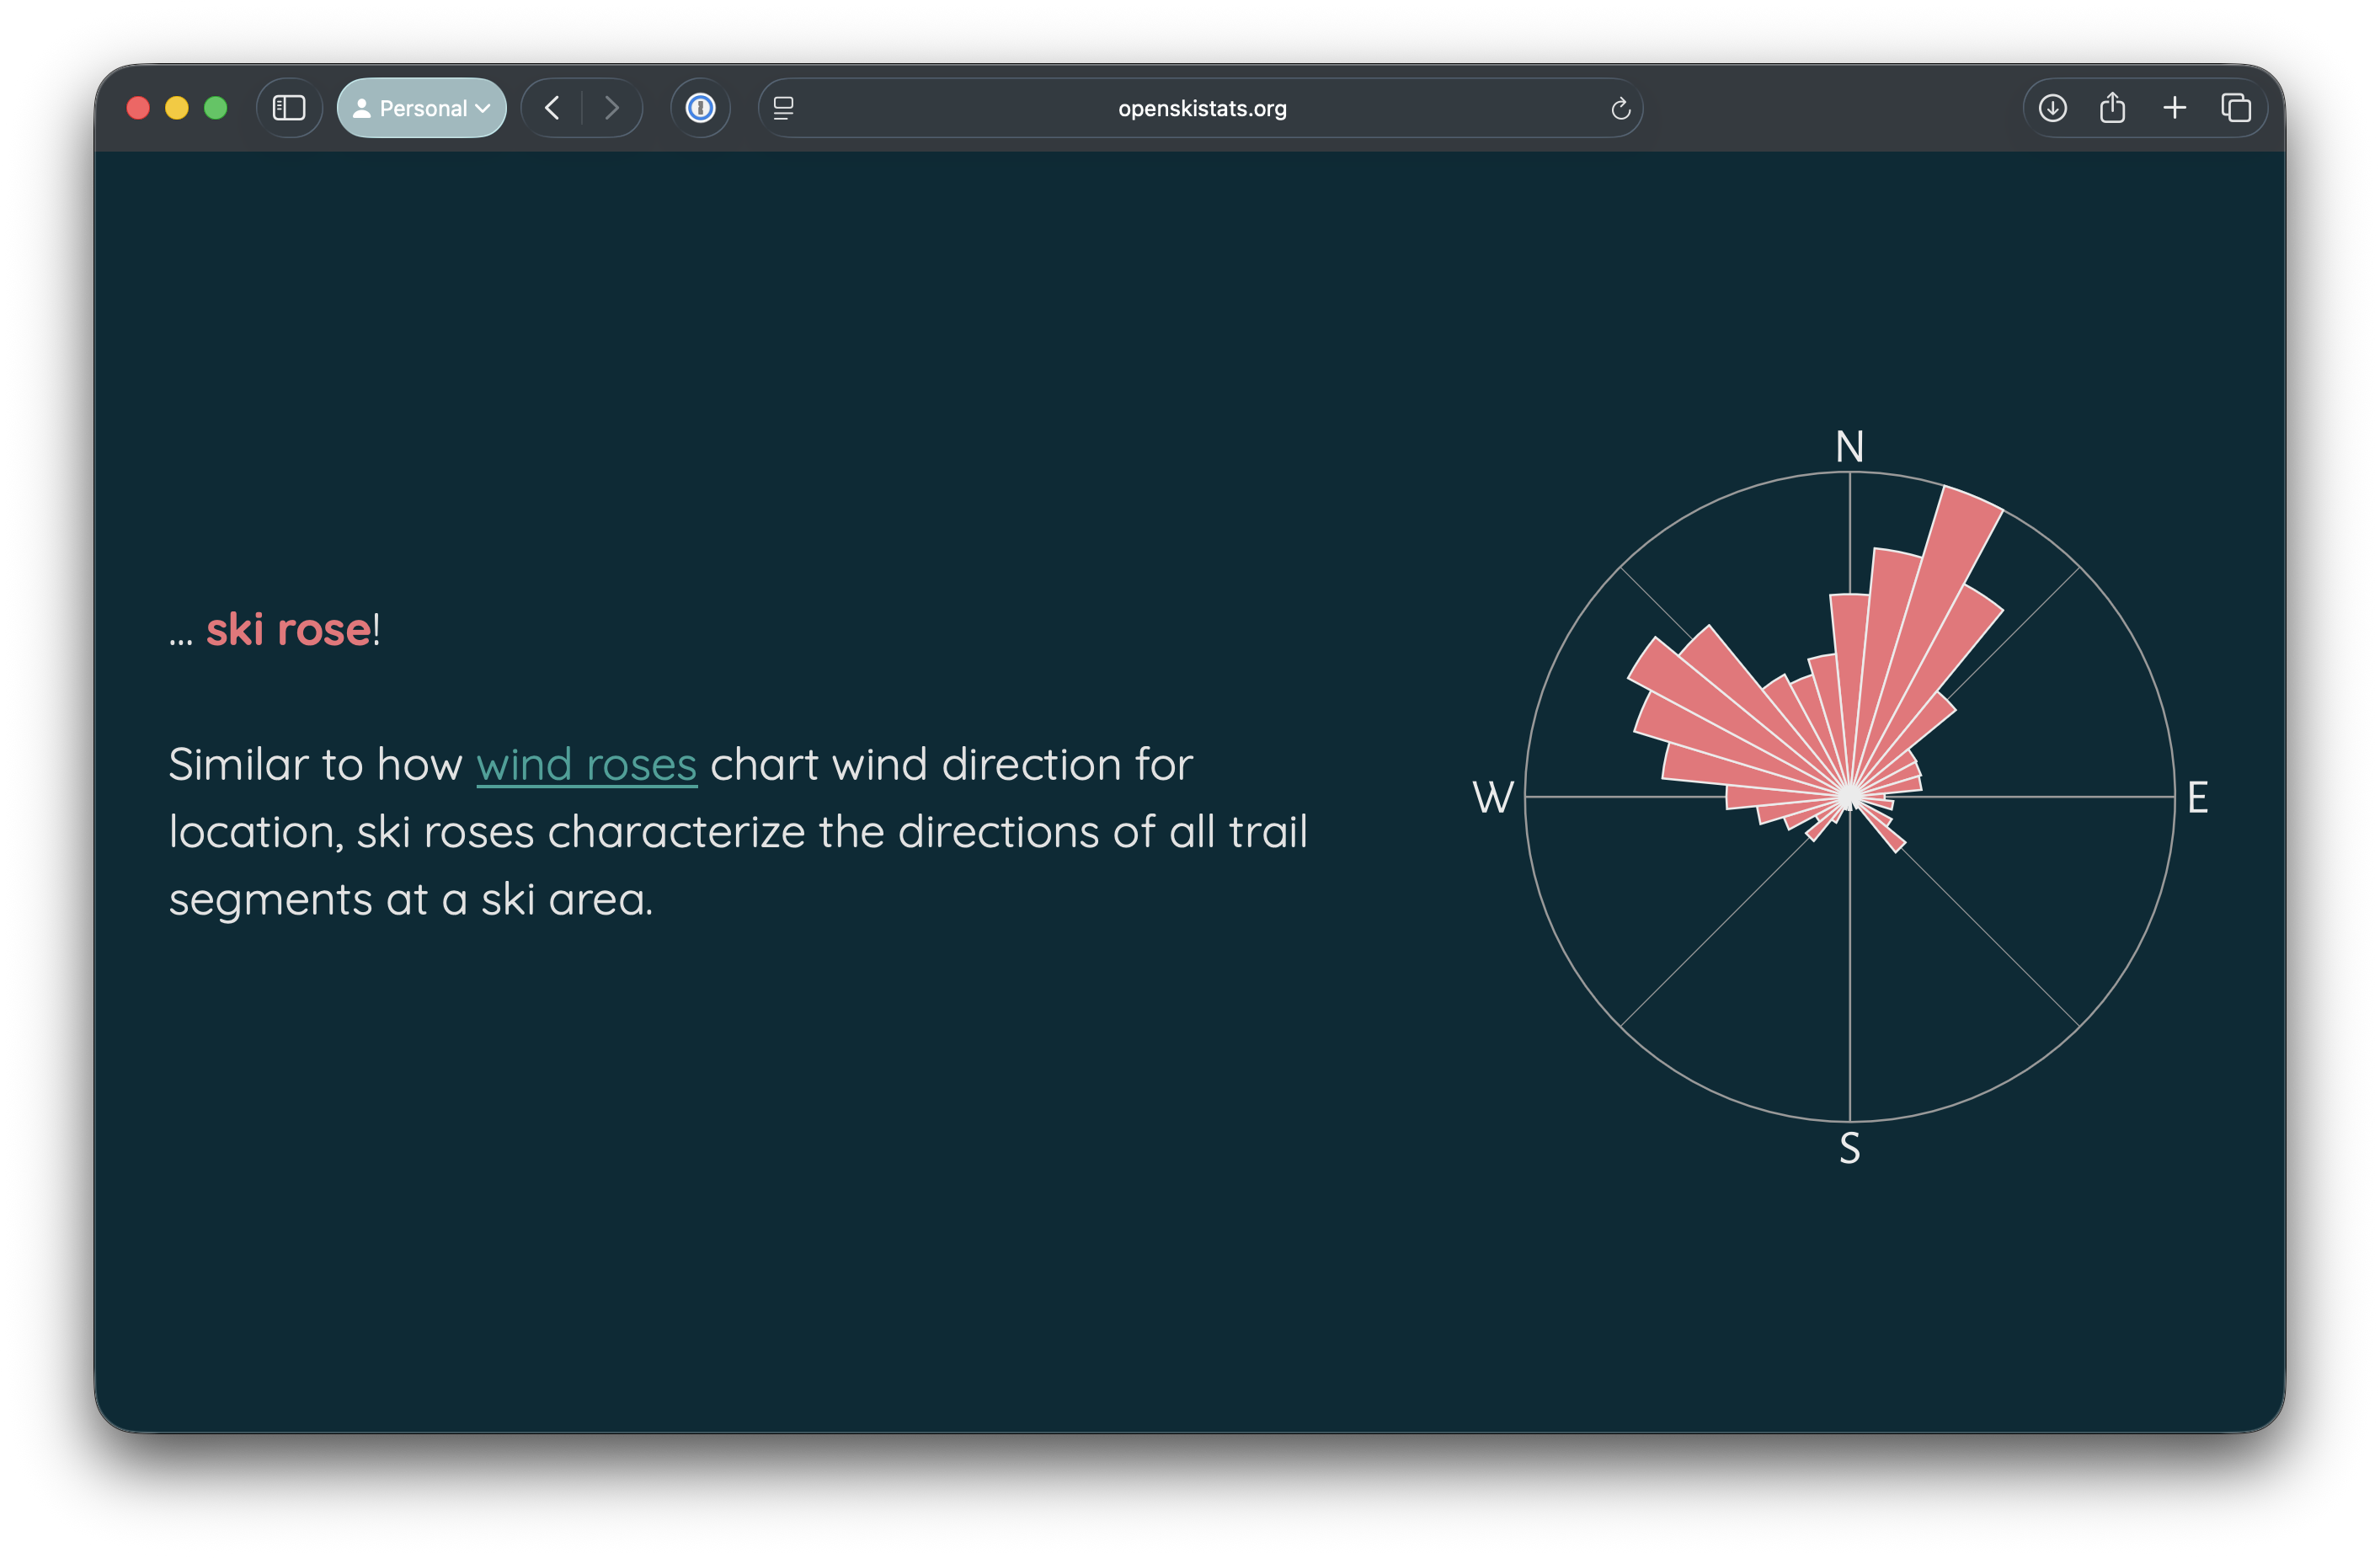 Personal
openskistats.org
... ski rose!
Similar to how wind roses chart wind direction for
location, ski roses characterize the directions of all trail
segments at a ski area.
N
W
E
S